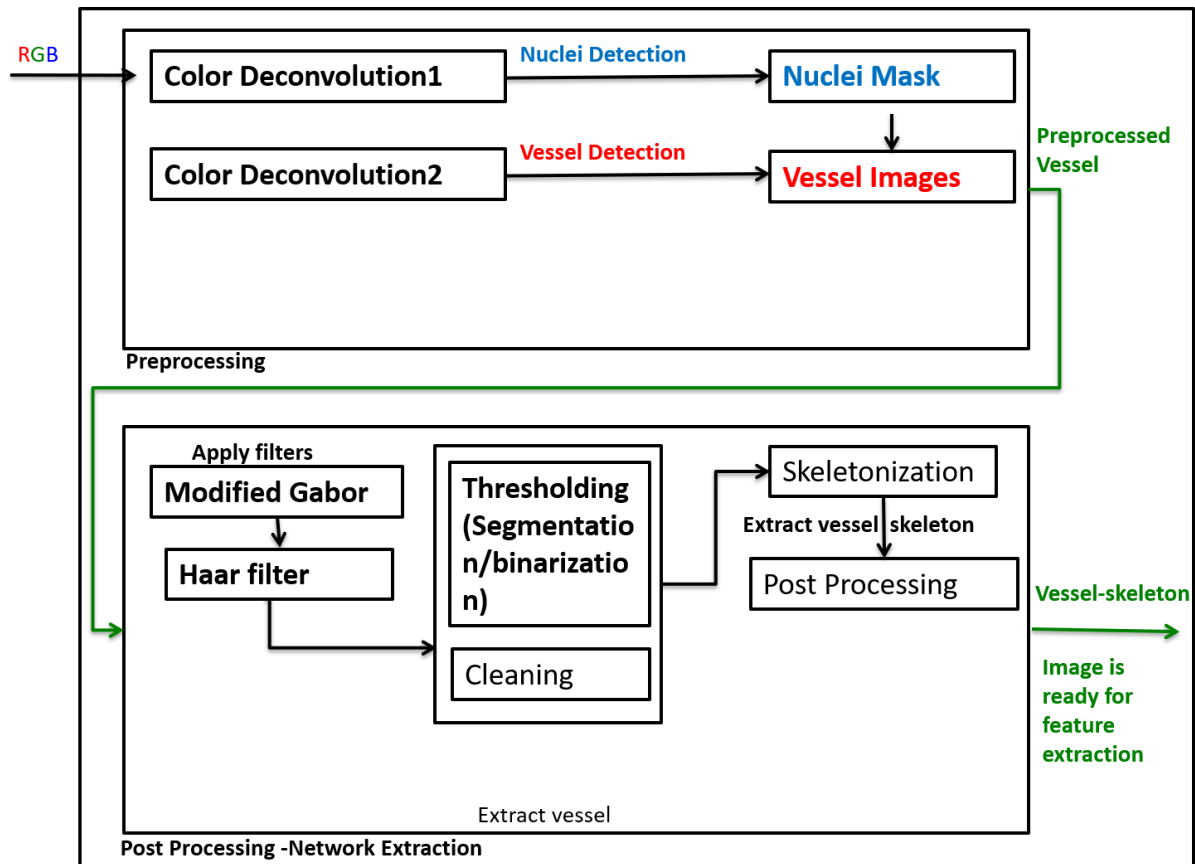 RGB
Color Deconvolution1
Nuclei Detection
Nuclei Mask
Color Deconvolution2
Vessel Detection
Vessel Images
Preprocessed
Vessel
Preprocessing
Apply filters
Modified Gabor
Haar filter
Thresholding
(Segmentatio
n/binarizatio
n)
Cleaning
Skeletonization
Extract vessel skeleton
Post Processing
Vessel-skeleton
Image is
ready for
feature
extraction
Extract vessel
Post Processing -Network Extraction